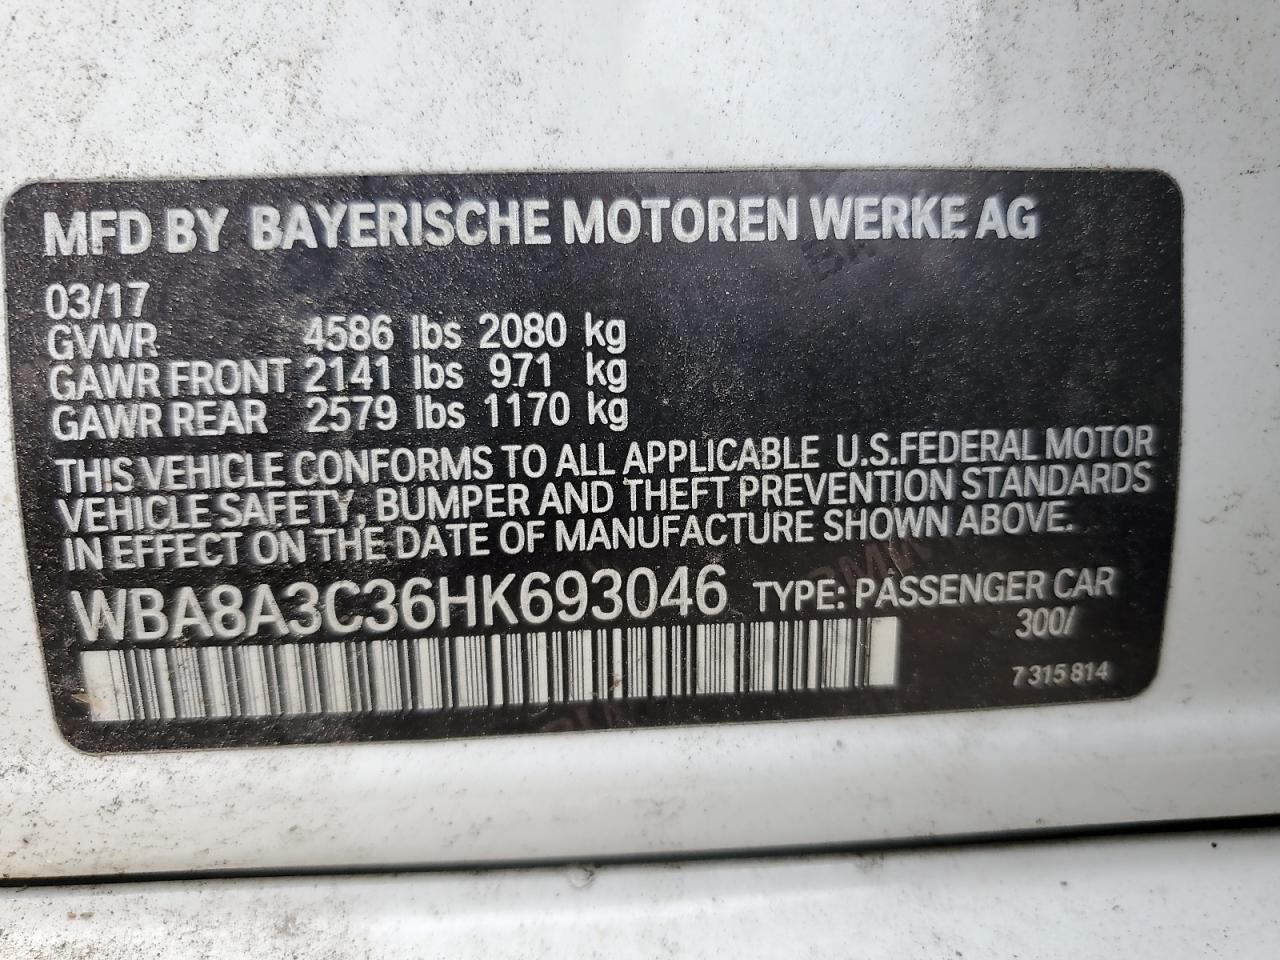 MFD BY BAYERISCHE MOTOREN WERKE AG
03/17
GVWR 4586 lbs 2080 kg
GAWR FRONT 2141 lbs 971 kg
GAWR REAR 2579 lbs 1170 kg
THIS VEHICLE CONFORMS TO ALL APPLICABLE U.S.FEDERAL MOTOR
VEHICLE SAFETY, BUMPER AND THEFT PREVENTION STANDARDS
IN EFFECT ON THE DATE OF MANUFACTURE SHOWN ABOVE.
WBA8A3C36HK693046 TYPE: PASSENGER CAR
300/
7 315 814